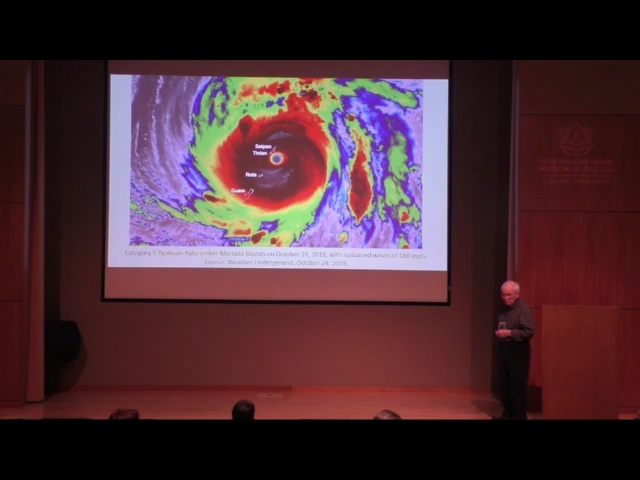 Saipan
Tinian
Rota
Guam
Category 5 Typhoon Yutu strikes Mariana Islands on October 24, 2018, with sustained winds of 180 mph.
Source: Weather Underground, October 24, 2018.